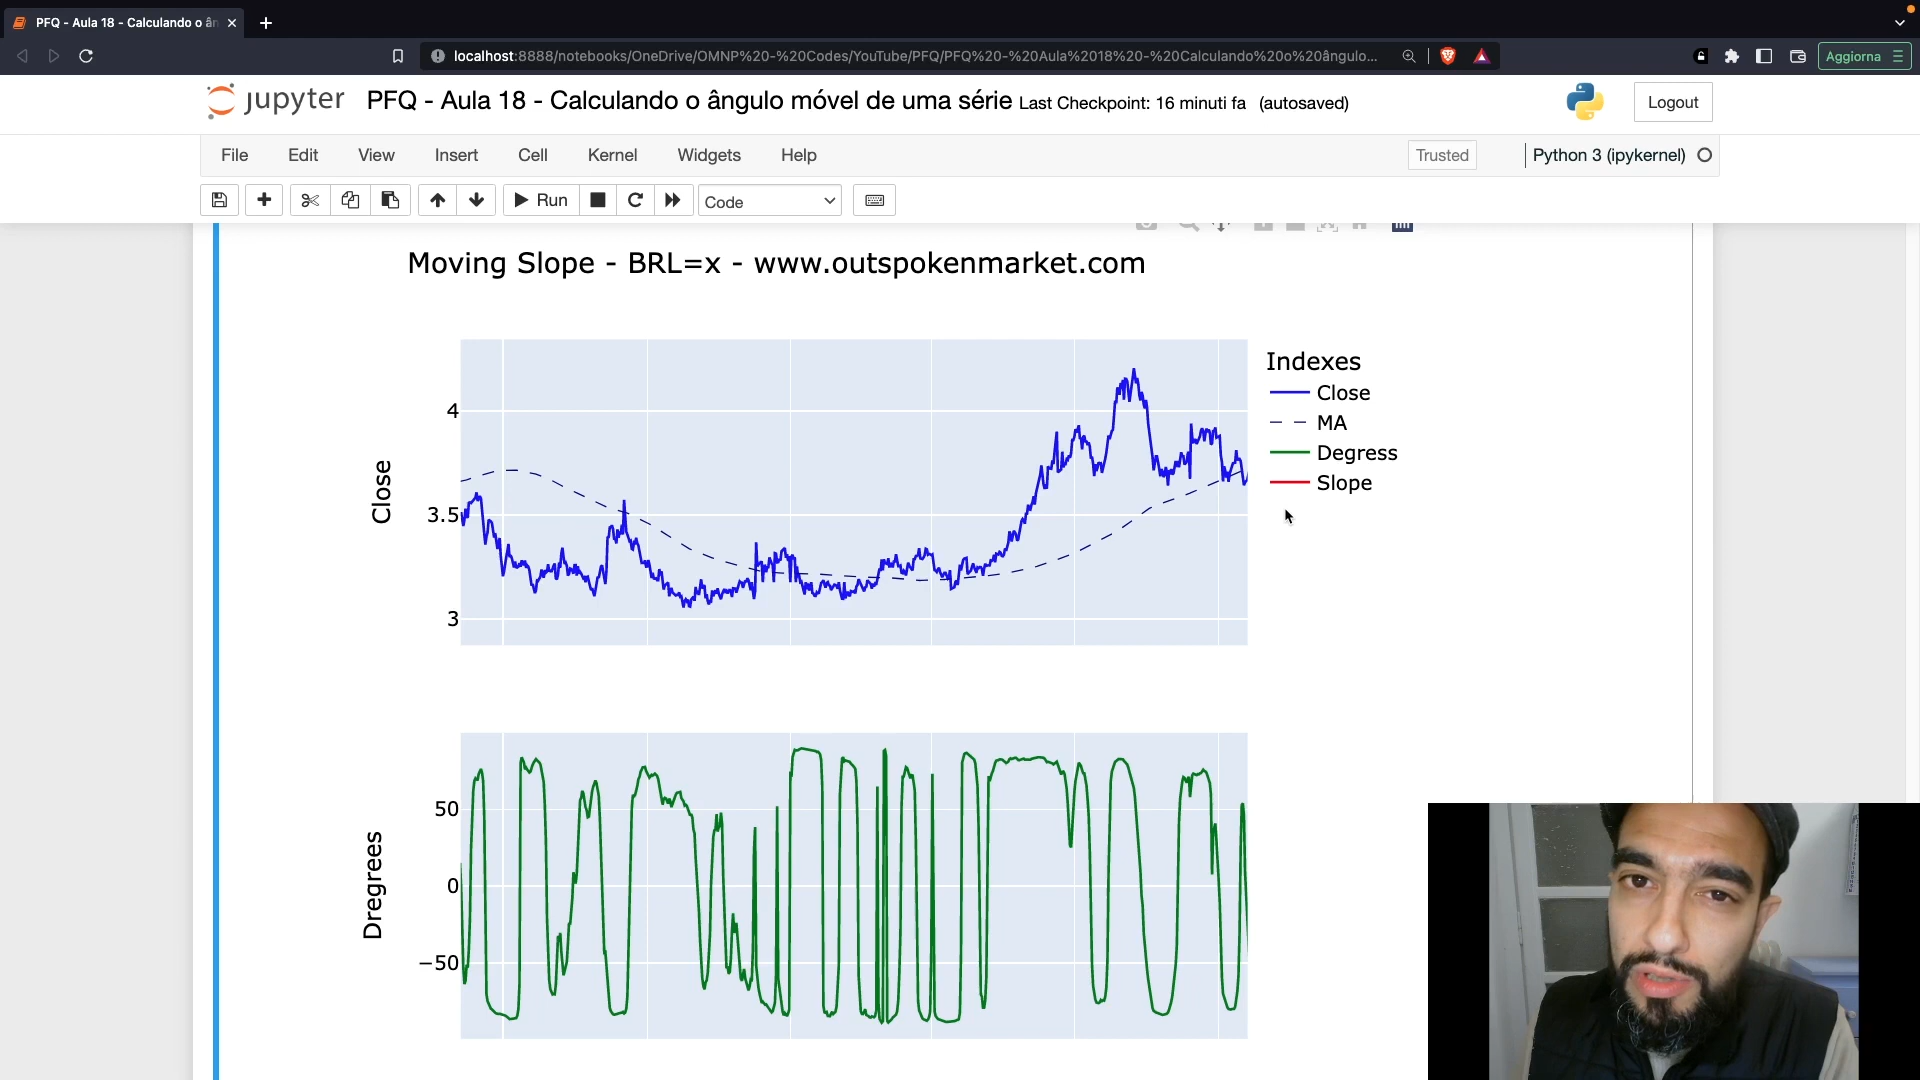 PFQ - Aula 18 - Calculando o ân
localhost:8888/notebooks/OneDrive/OMNP%20-%20Codes/YouTube/PFQ/PFQ%20-%20Aula%2018%20-%20Calculando%20o%20ângulo...
Aggiorna
jupyter PFQ - Aula 18 - Calculando o ângulo móvel de uma série Last Checkpoint: 16 minuti fa (autosaved)
Logout
File Edit View Insert Cell Kernel Widgets Help
Trusted
Python 3 (ipykernel)
Run
Code
Moving Slope - BRL=x - www.outspokenmarket.com
Indexes
Close
MA
Degress
Slope
Close
4
3.5
3
Dregrees
50
0
−50